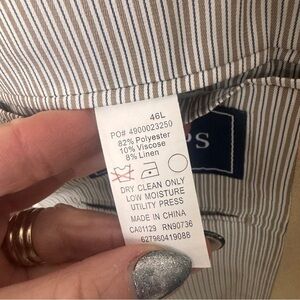 46L
PO# 4900023250
82% Polyester
10% Viscose
8% Linen
DRY CLEAN ONLY
LOW MOISTURE
UTILITY PRESS
MADE IN CHINA
CA01129 RN90736
627960419088
PS